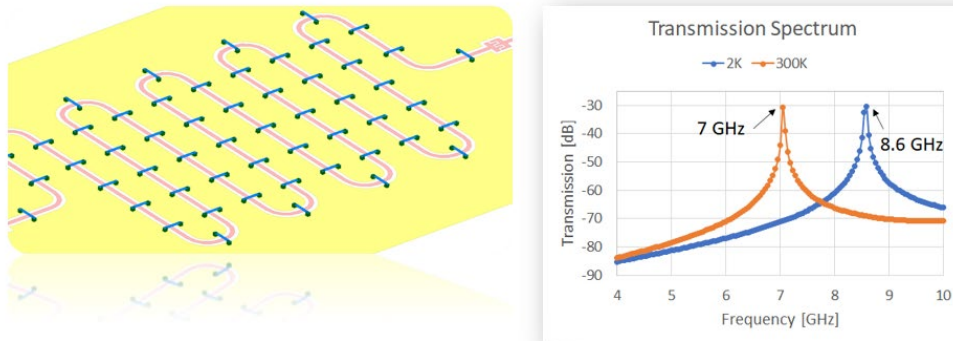 Transmission Spectrum
2K 300K
-30
-40
-50
-60
-70
-80
-90
Transmission [dB]
7 GHz
8.6 GHz
4 5 6 7 8 9 10
Frequency [GHz]